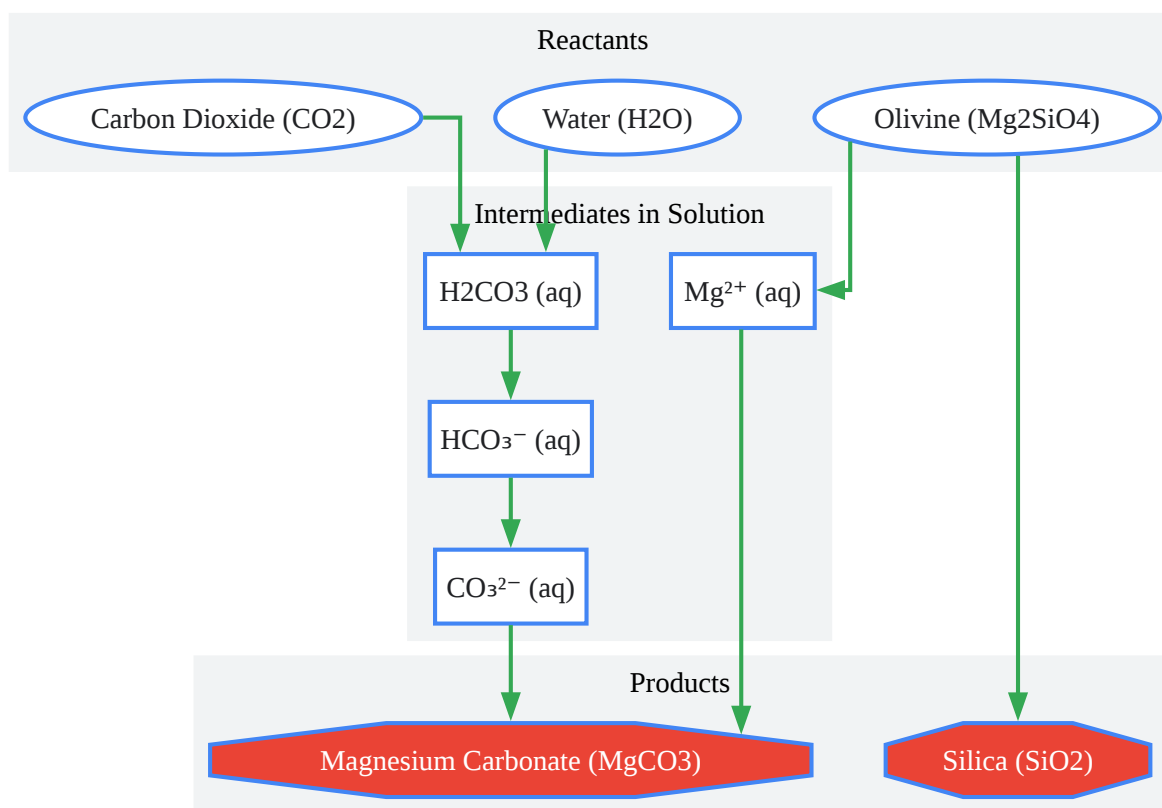 Reactants
Carbon Dioxide (CO2)
Water (H2O)
Olivine (Mg2SiO4)
Intermediates in Solution
H2CO3 (aq)
Mg²⁺ (aq)
HCO₃⁻ (aq)
CO₃²⁻ (aq)
Products
Magnesium Carbonate (MgCO3)
Silica (SiO2)